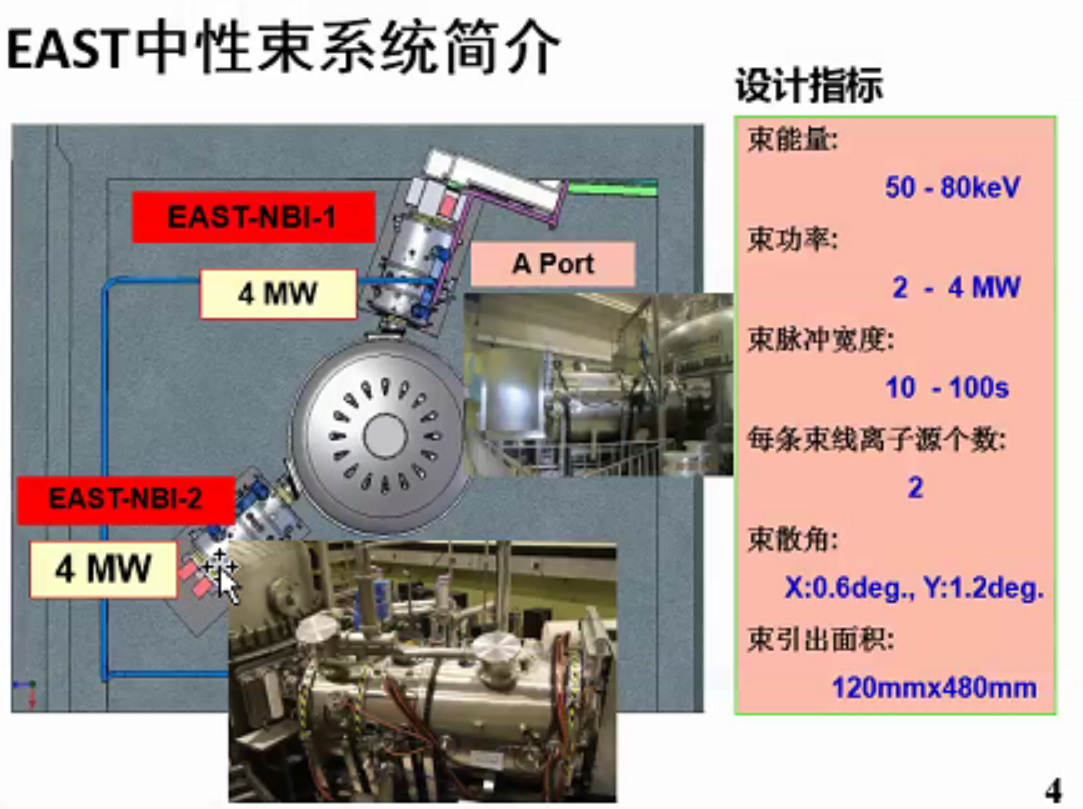 EAST中性束系统简介
设计指标
束能量:
50 - 80keV
束功率:
2 - 4 MW
束脉冲宽度:
10 - 100s
每条束线离子源个数:
2
束散角:
X:0.6deg., Y:1.2deg.
束引出面积:
120mmx480mm
EAST-NBI-1
4 MW
A Port
EAST-NBI-2
4 MW
4